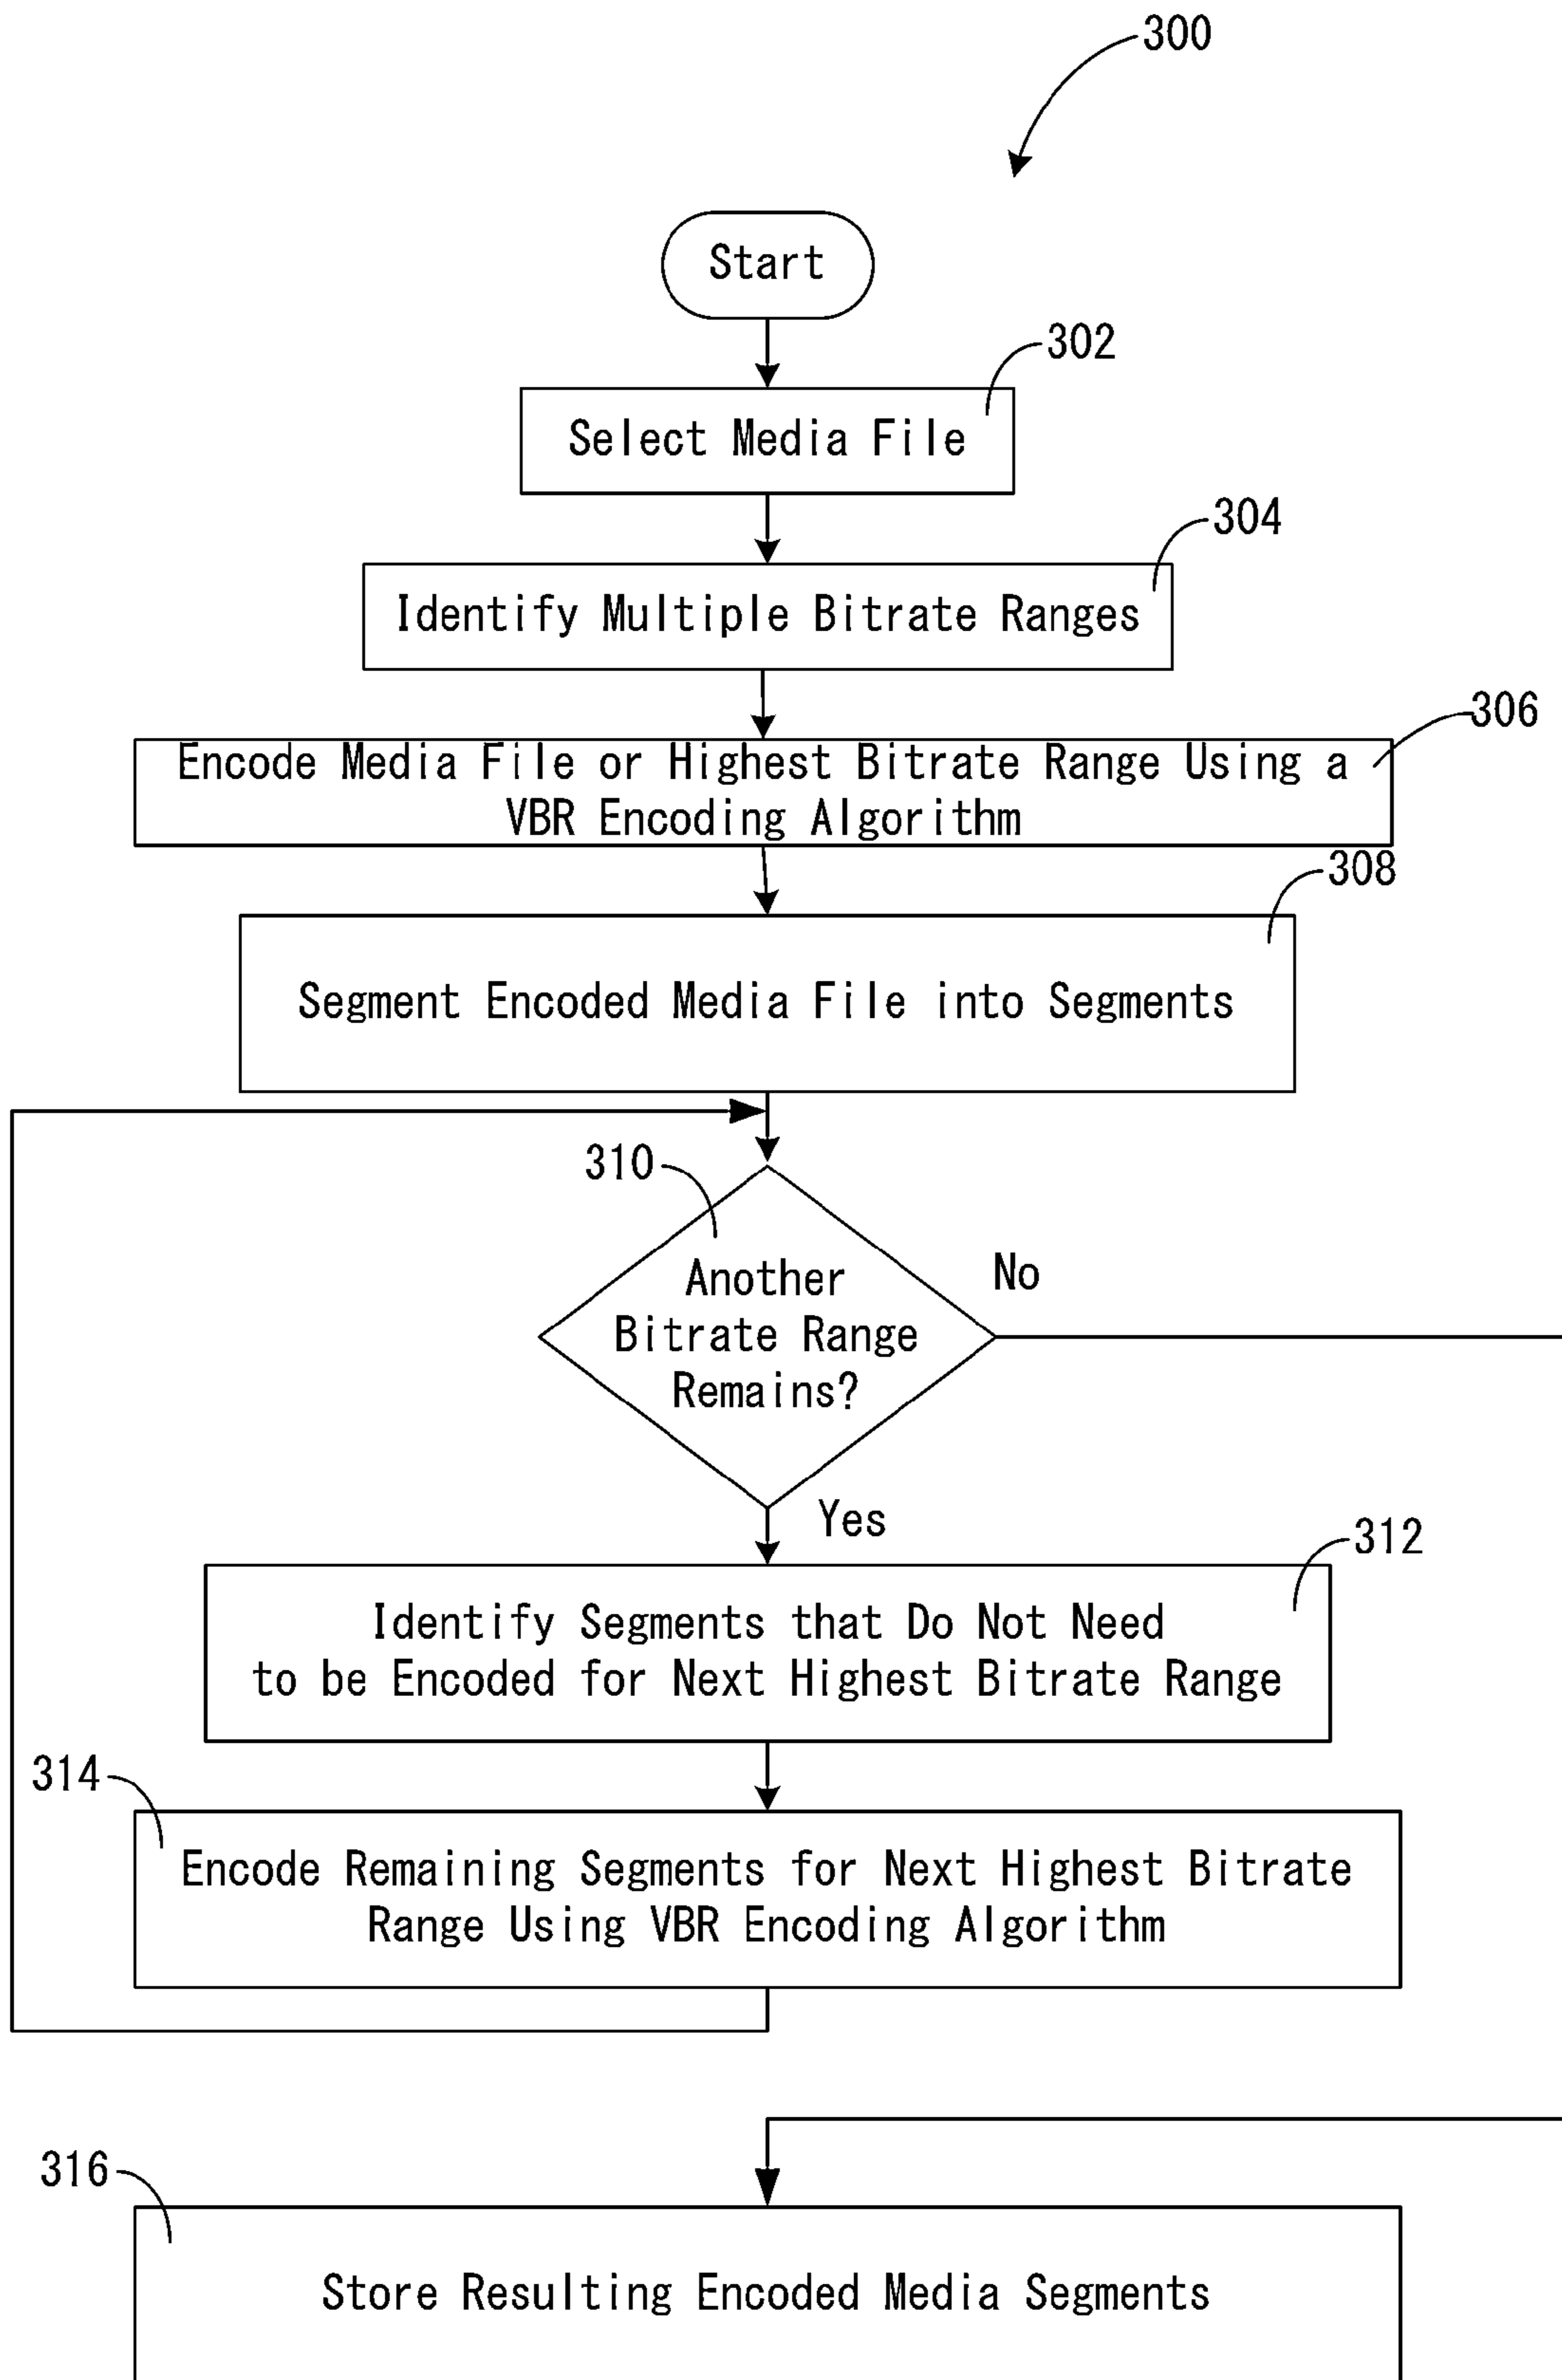 300
Start
302
Select Media File
304
Identify Multiple Bitrate Ranges
306
Encode Media File or Highest Bitrate Range Using a
VBR Encoding Algorithm
308
Segment Encoded Media File into Segments
310
Another
Bitrate Range
Remains?
No
Yes
312
Identify Segments that Do Not Need
to be Encoded for Next Highest Bitrate Range
314
Encode Remaining Segments for Next Highest Bitrate
Range Using VBR Encoding Algorithm
316
Store Resulting Encoded Media Segments